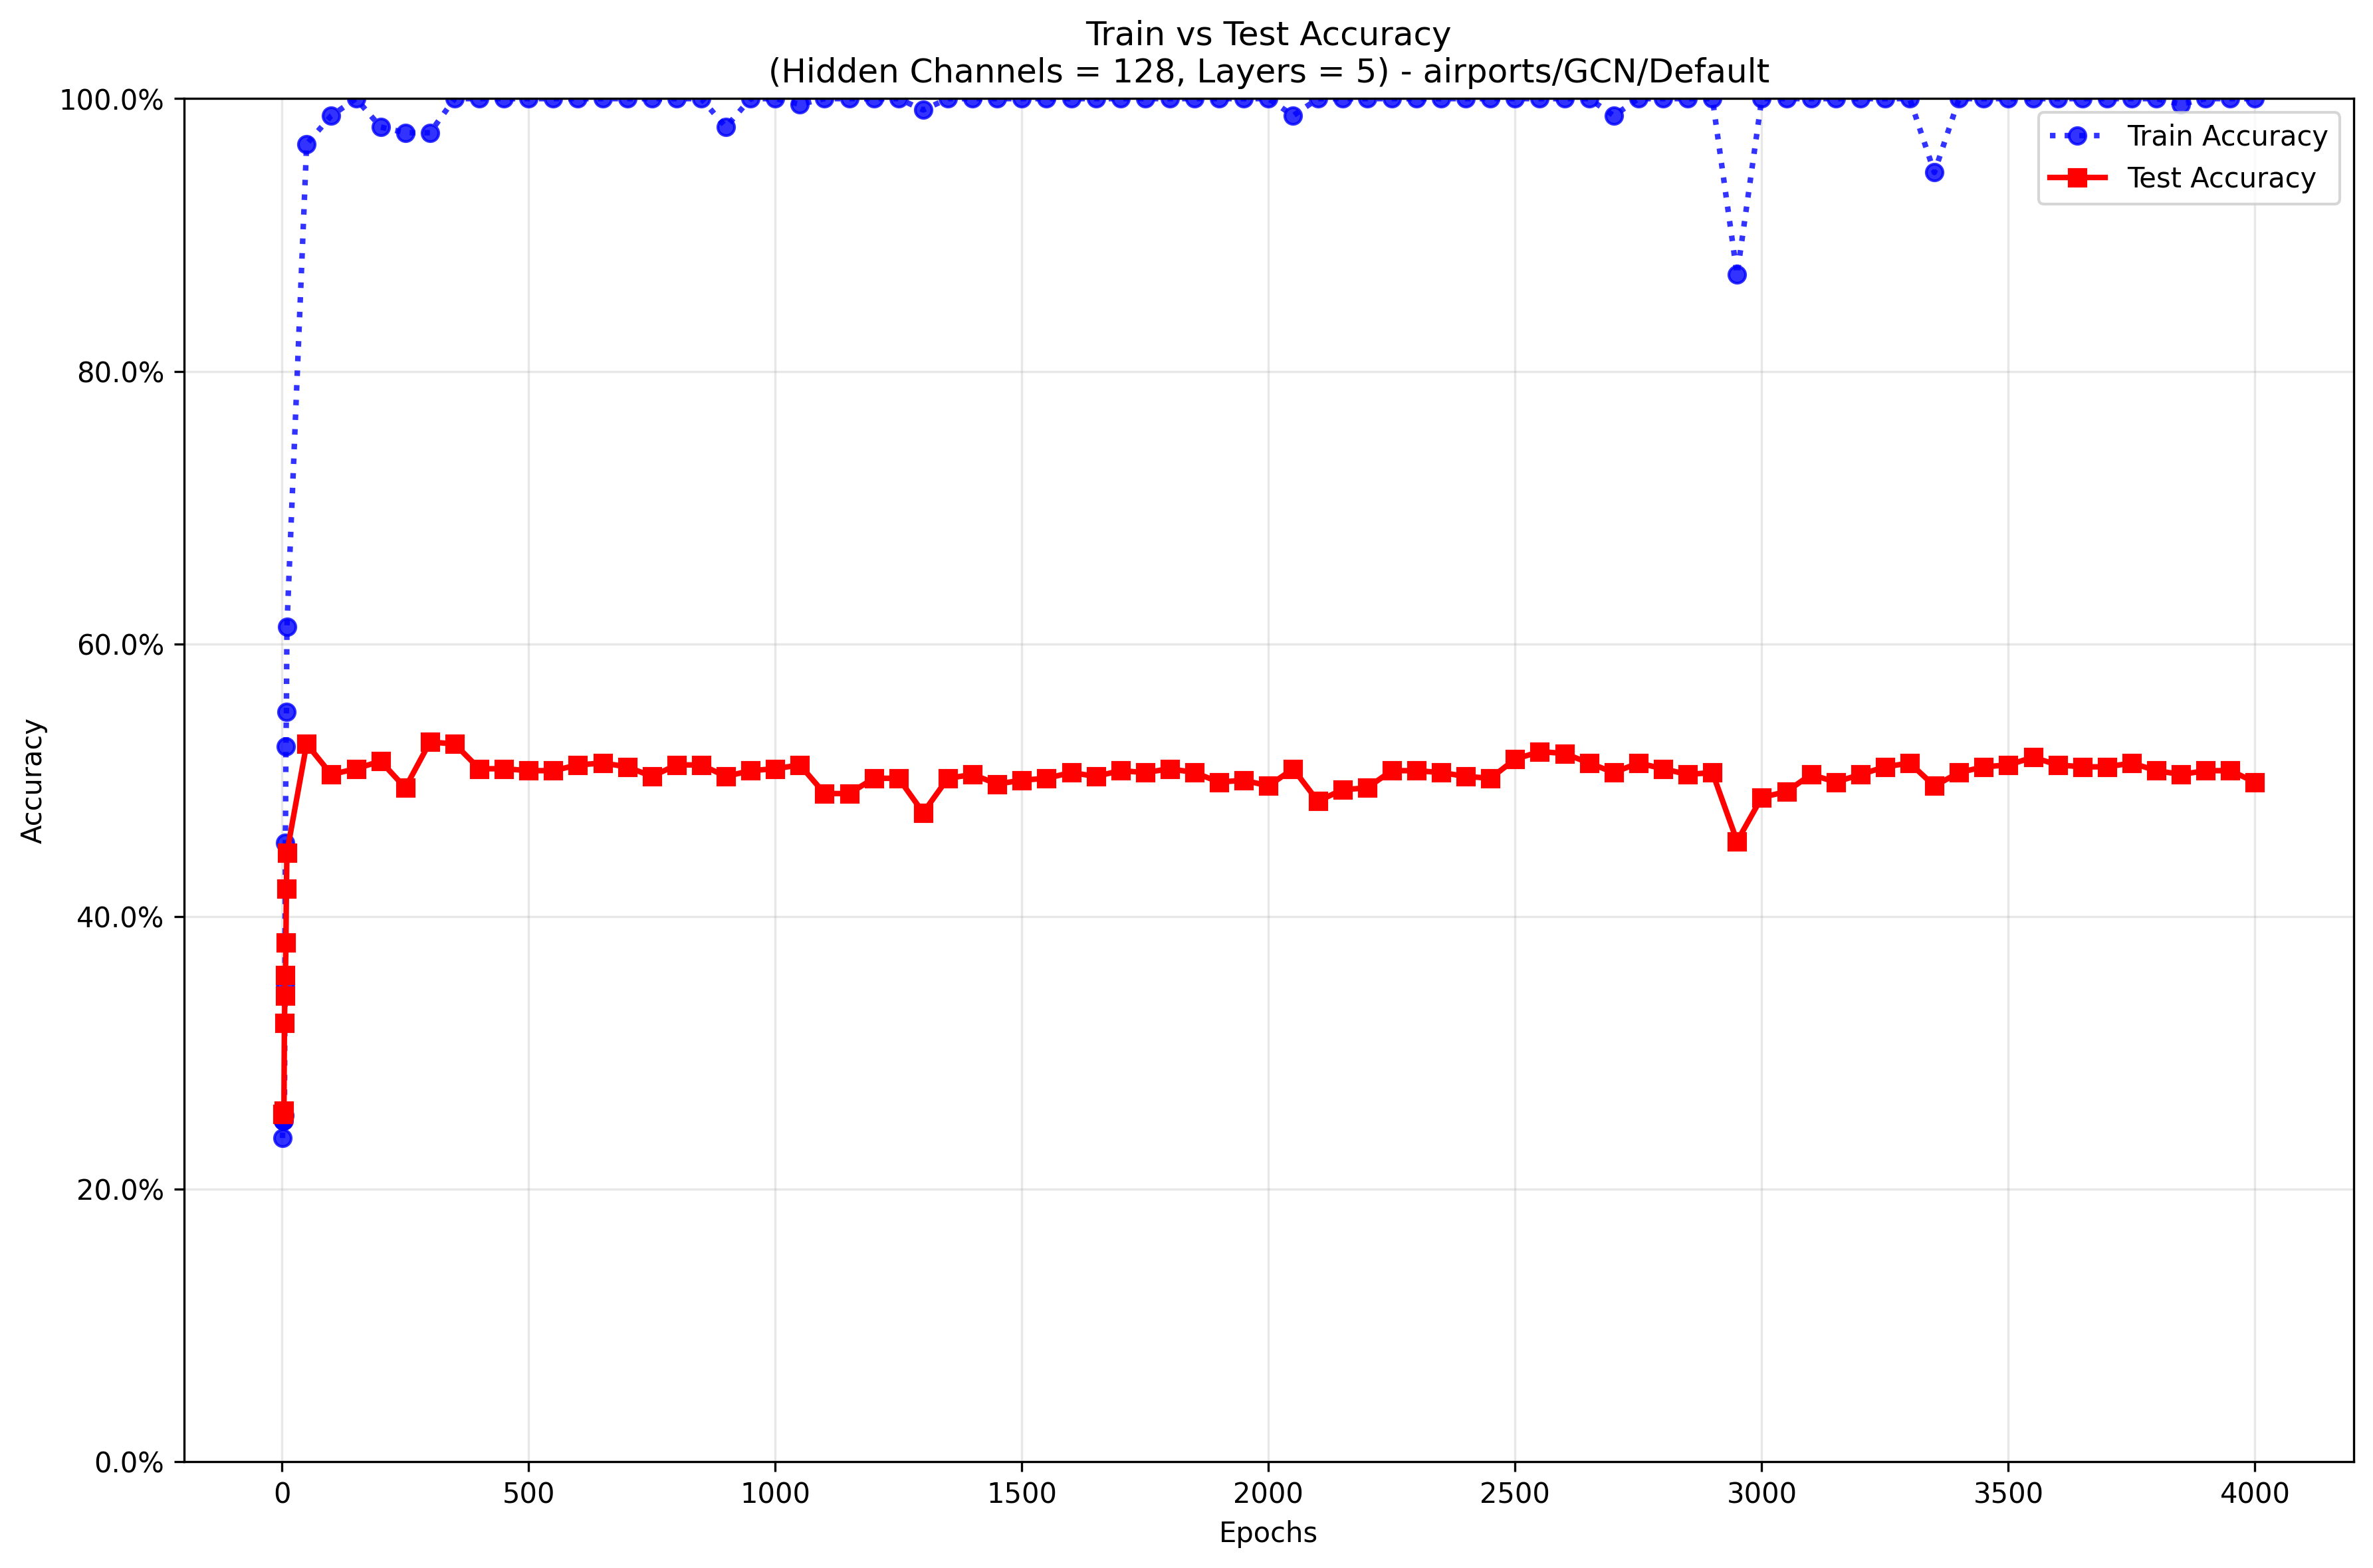 Train vs Test Accuracy
(Hidden Channels = 128, Layers = 5) - airports/GCN/Default
100.0%
80.0%
60.0%
40.0%
20.0%
0.0%
Accuracy
Train Accuracy
Test Accuracy
0 500 1000 1500 2000 2500 3000 3500 4000
Epochs